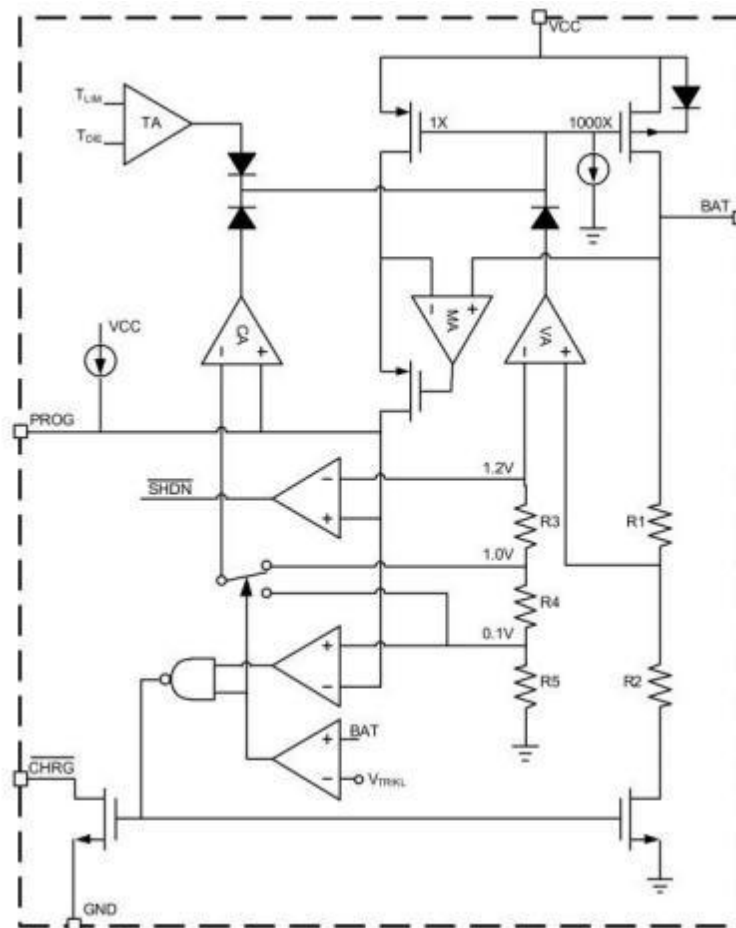 VCC
T_LIM
TA
T_DIE
1X
1000X
BAT
MA
VA
CA
VCC
− + − +
− +
PROG
SHDN
−
+
1.2V
R3
R1
1.0V
R4
0.1V
+
−
R5
R2
+
−
BAT
V_TRIKL
CHRG
GND